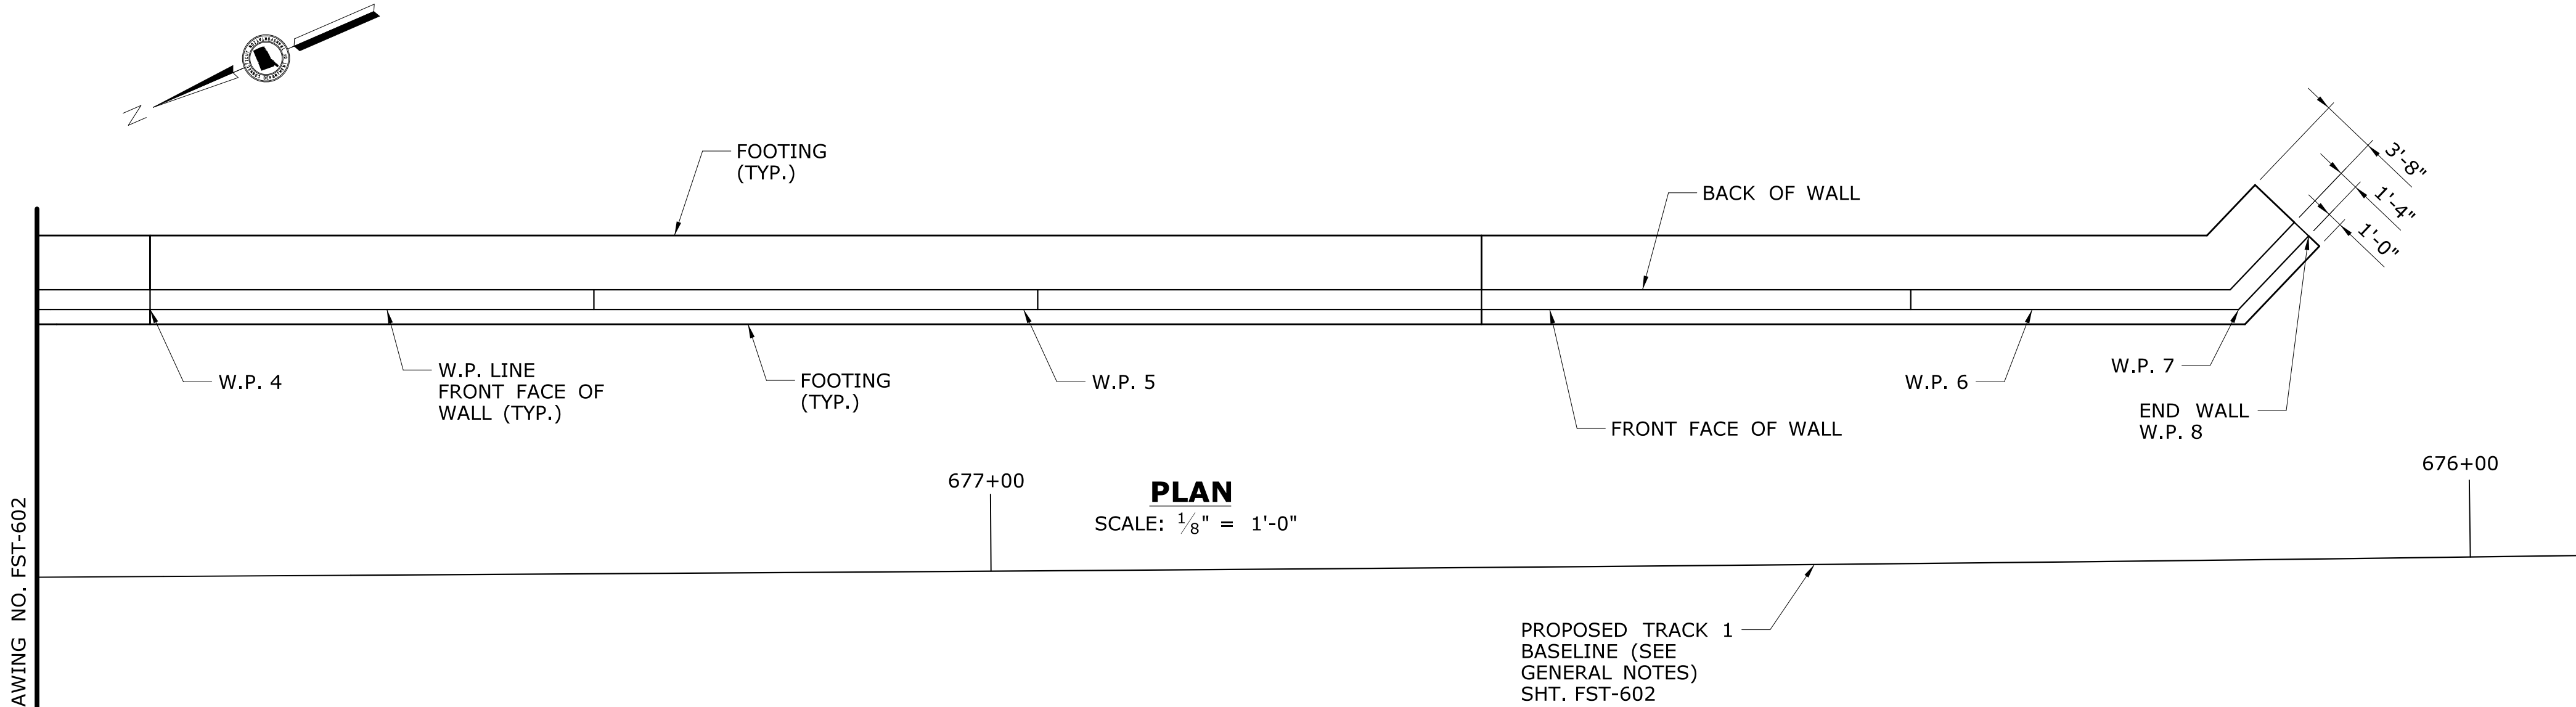 N
FOOTING
(TYP.)
BACK OF WALL
3'-8"
1'-4"
1'-0"
W.P. 4
W.P. LINE
FRONT FACE OF
WALL (TYP.)
FOOTING
(TYP.)
W.P. 5
FRONT FACE OF WALL
W.P. 6
W.P. 7
END WALL
W.P. 8
677+00
676+00
PLAN
SCALE: 1/8" = 1'-0"
AWING NO. FST-602
PROPOSED TRACK 1
BASELINE (SEE
GENERAL NOTES)
SHT. FST-602